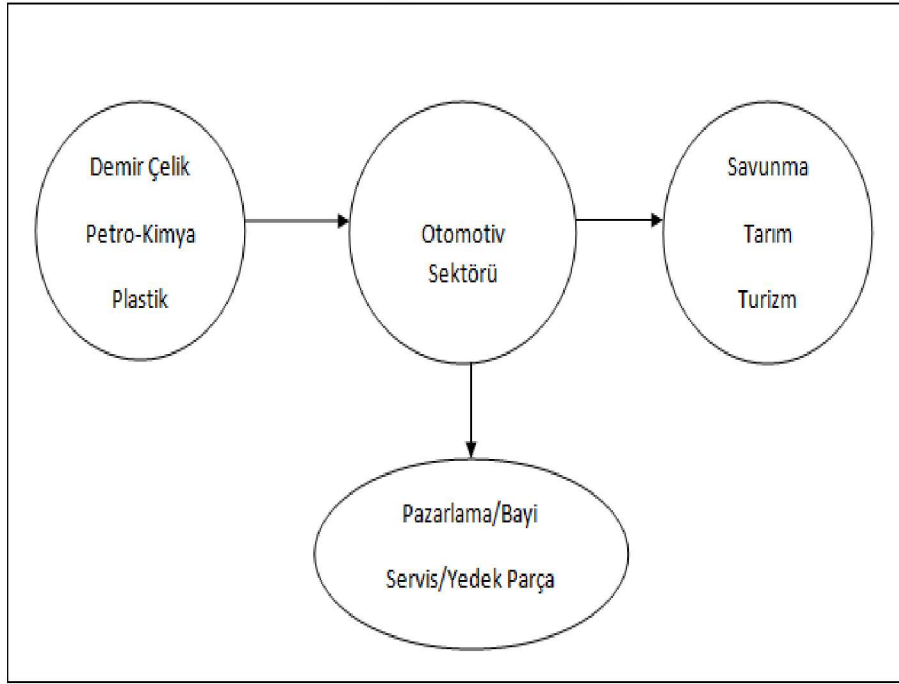 Demir Çelik
Petro-Kimya
Plastik
Otomotiv
Sektörü
Savunma
Tarım
Turizm
Pazarlama/Bayi
Servis/Yedek Parça